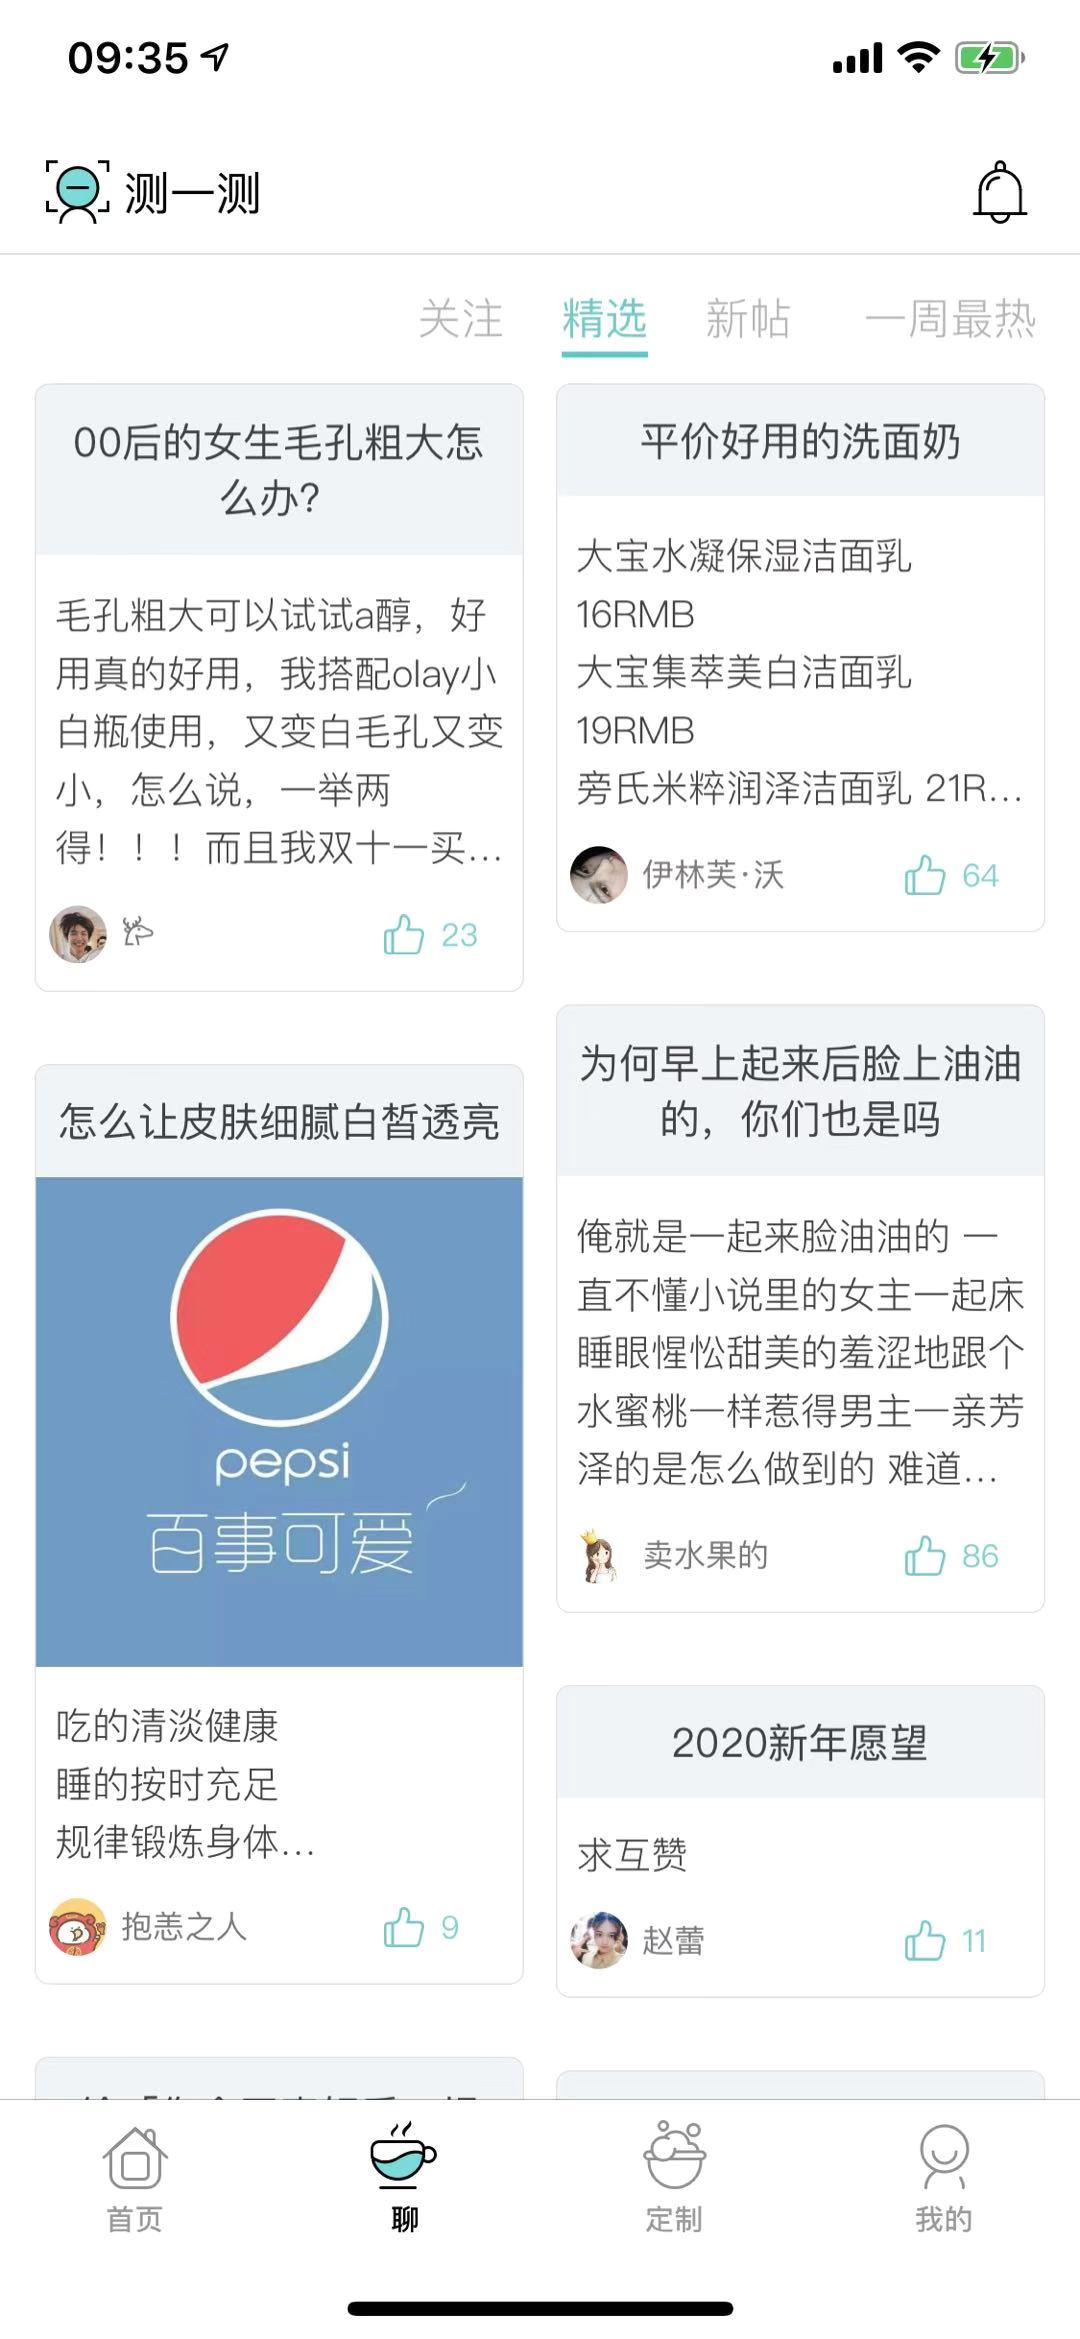 09:35
测一测
关注 精选 新帖 一周最热
00后的女生毛孔粗大怎
么办?
毛孔粗大可以试试a醇，好
用真的好用，我搭配olay小
白瓶使用，又变白毛孔又变
小，怎么说，一举两
得！！！而且我双十一买...
23
怎么让皮肤细腻白皙透亮
pepsi
百事可爱
吃的清淡健康
睡的按时充足
规律锻炼身体...
抱恙之人 9
平价好用的洗面奶
大宝水凝保湿洁面乳
16RMB
大宝集萃美白洁面乳
19RMB
旁氏米粹润泽洁面乳 21R...
伊林芙·沃 64
为何早上起来后脸上油油
的，你们也是吗
俺就是一起来脸油油的 一
直不懂小说里的女主一起床
睡眼惺忪甜美的羞涩地跟个
水蜜桃一样惹得男主一亲芳
泽的是怎么做到的 难道...
卖水果的 86
2020新年愿望
求互赞
赵蕾 11
首页 聊 定制 我的